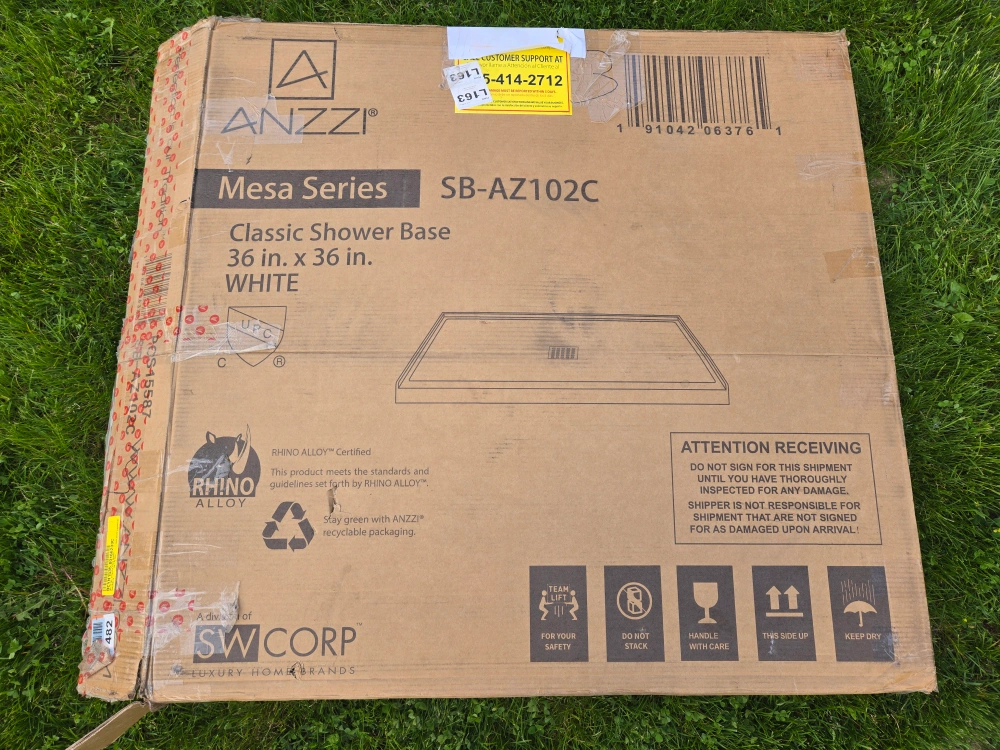 ANZZI®
CUSTOMER SUPPORT AT
5-414-2712
L163
L163
3
1 91042 06376 1
Mesa Series
SB-AZ102C
Classic Shower Base
36 in. x 36 in.
WHITE
UPC
C ®
RHINO
ALLOY
RHINO ALLOY™ Certified
This product meets the standards and
guidelines set forth by RHINO ALLOY™.
Stay green with ANZZI®
recyclable packaging.
ATTENTION RECEIVING
DO NOT SIGN FOR THIS SHIPMENT
UNTIL YOU HAVE THOROUGHLY
INSPECTED FOR ANY DAMAGE.
SHIPPER IS NOT RESPONSIBLE FOR
SHIPMENT THAT ARE NOT SIGNED
FOR AS DAMAGED UPON ARRIVAL!
TEAM
LIFT
FOR YOUR
SAFETY
DO NOT
STACK
HANDLE
WITH CARE
THIS SIDE UP
KEEP DRY
A division of
SWCORP™
LUXURY HOME BRANDS
482